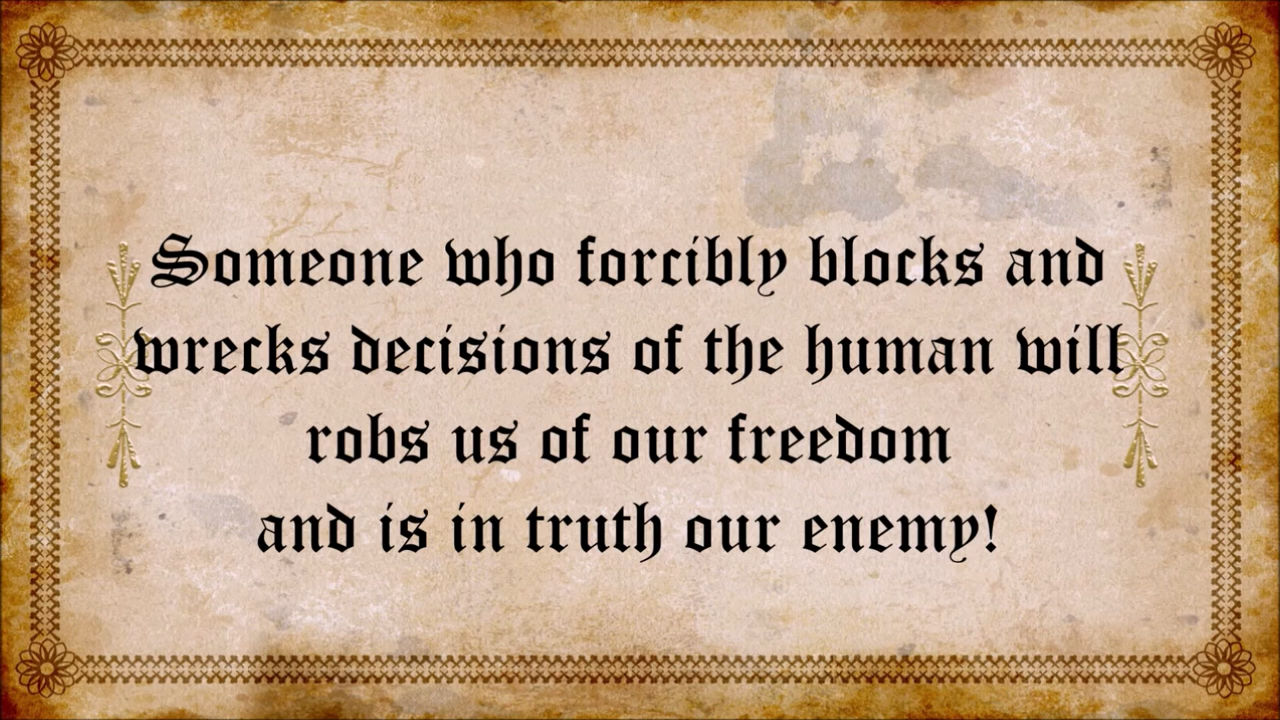 Someone who forcibly blocks and
wrecks decisions of the human will
robs us of our freedom
and is in truth our enemy!